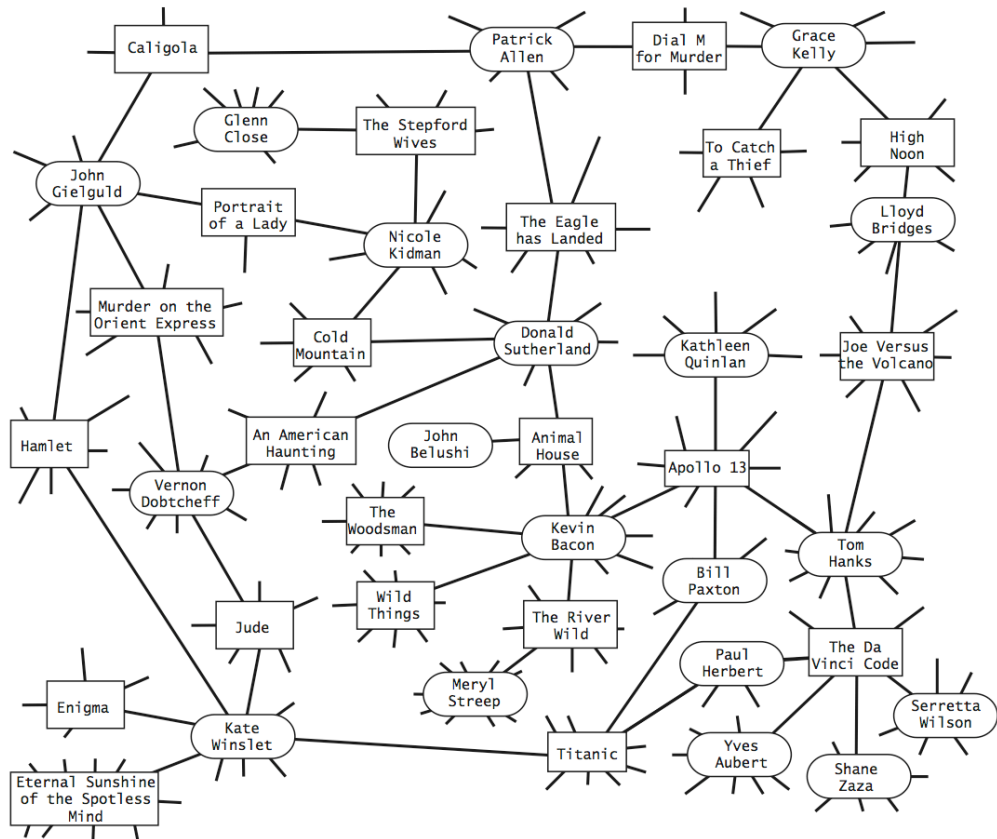 Caligola
Patrick
Allen
Dial M
for Murder
Grace
Kelly
Glenn
Close
The Stepford
Wives
To Catch
a Thief
High
Noon
John
Gielguld
Portrait
of a Lady
Nicole
Kidman
The Eagle
has Landed
Lloyd
Bridges
Murder on the
Orient Express
Cold
Mountain
Donald
Sutherland
Kathleen
Quinlan
Joe Versus
the Volcano
Hamlet
An American
Haunting
John
Belushi
Animal
House
Apollo 13
Vernon
Dobtcheff
The
Woodsman
Kevin
Bacon
Tom
Hanks
Bill
Paxton
Wild
Things
The River
Wild
Jude
Paul
Herbert
The Da
Vinci Code
Meryl
Streep
Enigma
Kate
Winslet
Titanic
Yves
Aubert
Serretta
Wilson
Shane
Zaza
Eternal Sunshine
of the Spotless
Mind